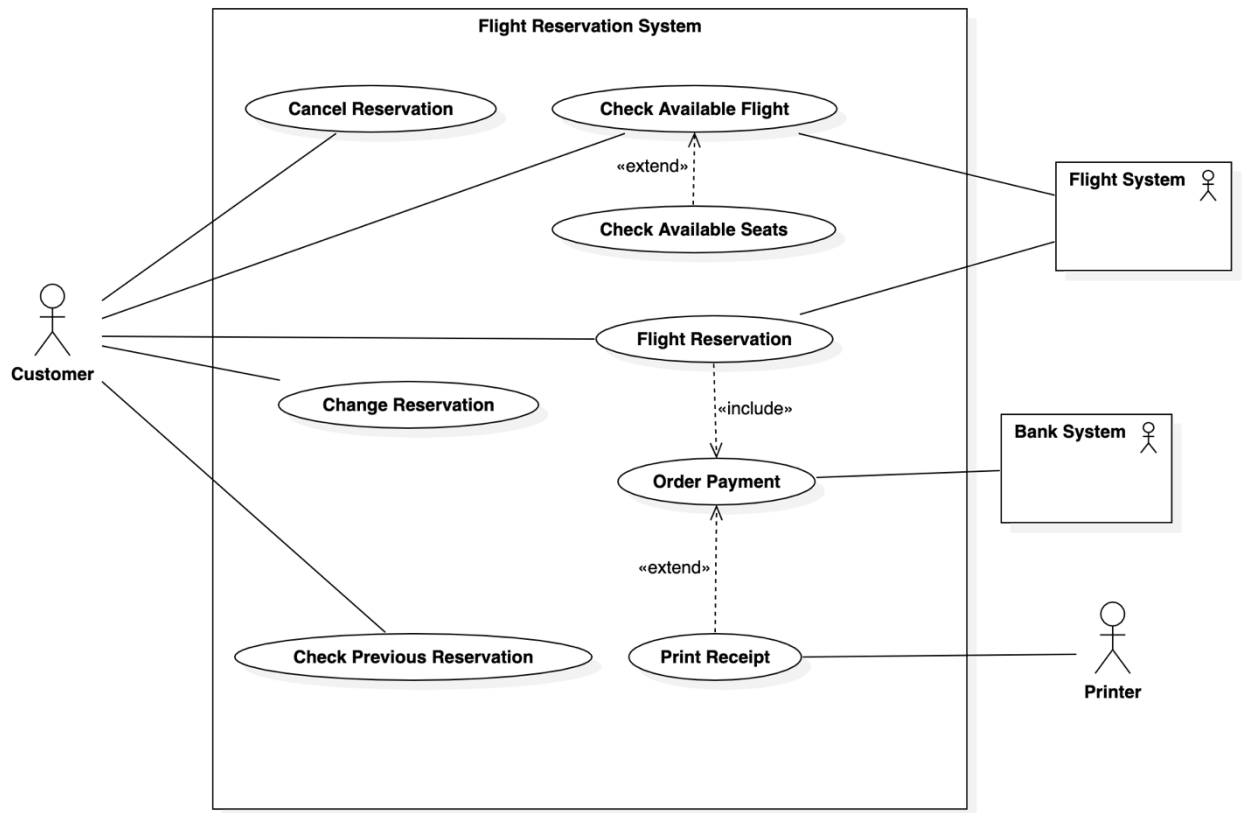 Flight Reservation System
Cancel Reservation
Check Available Flight
«extend»
Flight System
Check Available Seats
Customer
Flight Reservation
Change Reservation
«include»
Bank System
Order Payment
«extend»
Check Previous Reservation
Print Receipt
Printer